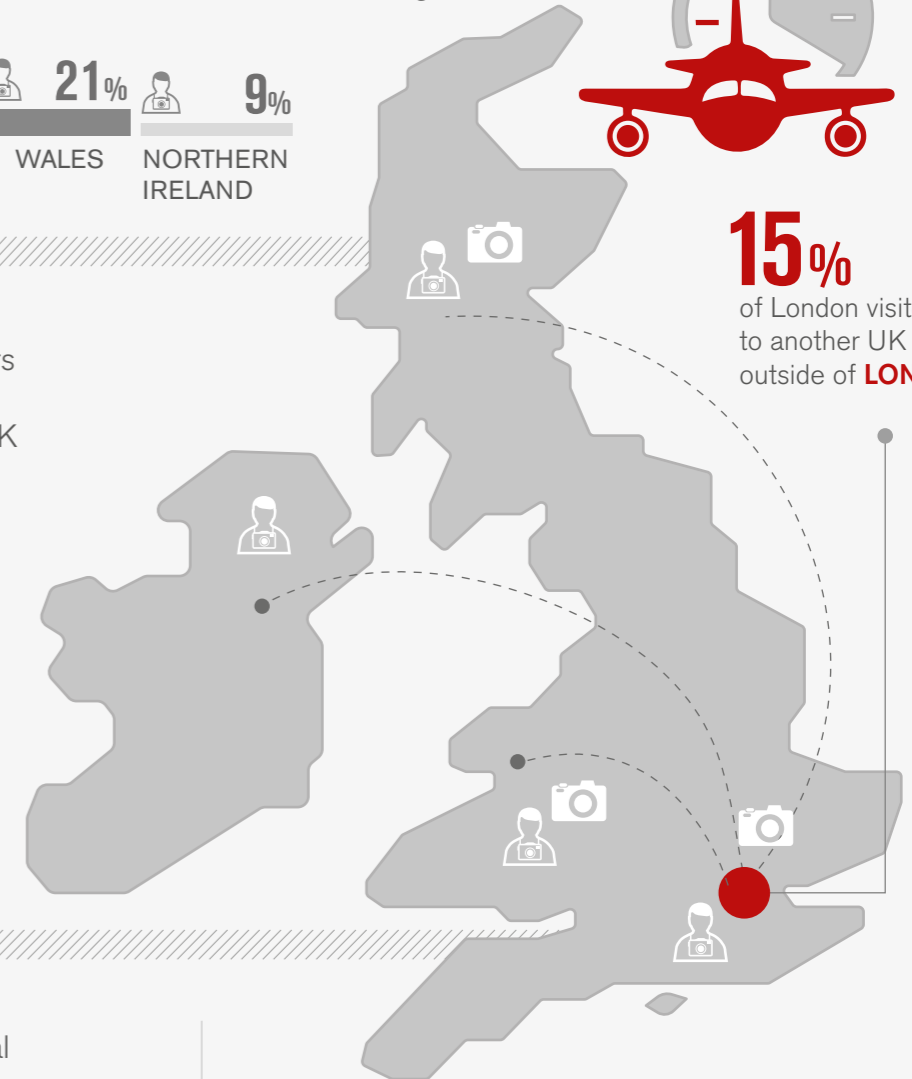 21%
9%
WALES
NORTHERN
IRELAND
15%
of London visit
to another UK
outside of LON
K